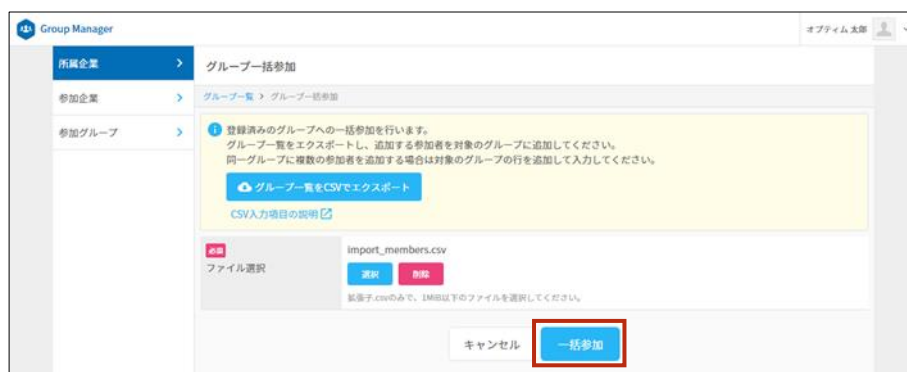 Group Manager
オプティム 太郎
所属企業
参加企業
参加グループ
グループ一括参加
グループ一覧 > グループ一括参加
登録済みのグループへの一括参加を行います。
グループ一覧をエクスポートし、追加する参加者を対象のグループに追加してください。
同一グループに複数の参加者を追加する場合は対象のグループの行を追加して入力してください。
グループ一覧をCSVでエクスポート
CSV入力項目の説明
必須
ファイル選択
import_members.csv
選択 削除
拡張子.csvのみで、1MiB以下のファイルを選択してください。
キャンセル 一括参加